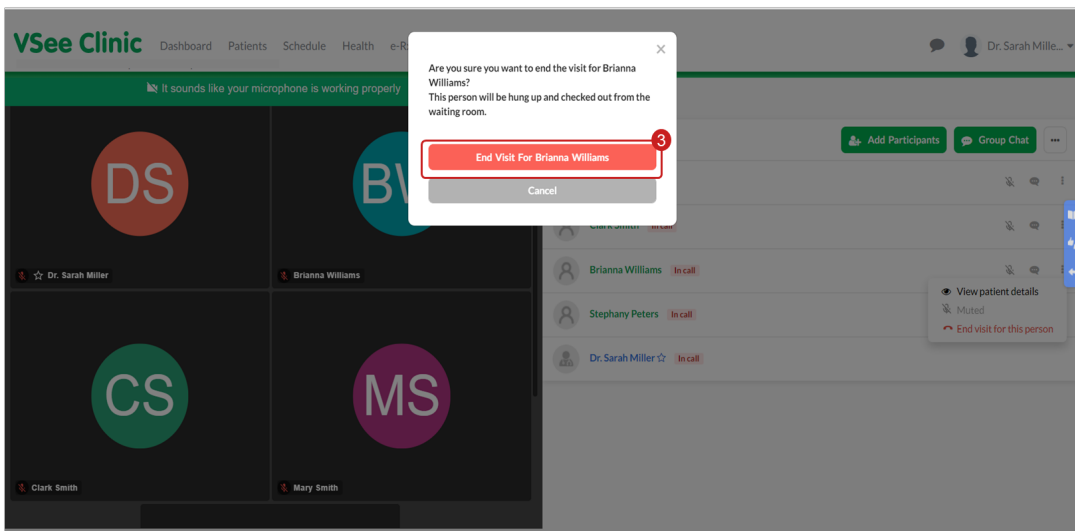 VSee Clinic Dashboard Patients Schedule Health Dr. Sarah Mille...
It sounds like your microphone is working properly
Are you sure you want to end the visit for Brianna
Williams?
This person will be hung up and checked out from the
waiting room.
3
End Visit For Brianna Williams
Cancel
DS
Dr. Sarah Miller
BW
Brianna Williams
CS
Clark Smith
MS
Mary Smith
Add Participants Group Chat
Clark Smith In call
Brianna Williams In call
View patient details
Muted
End visit for this person
Stephany Peters In call
Dr. Sarah Miller In call